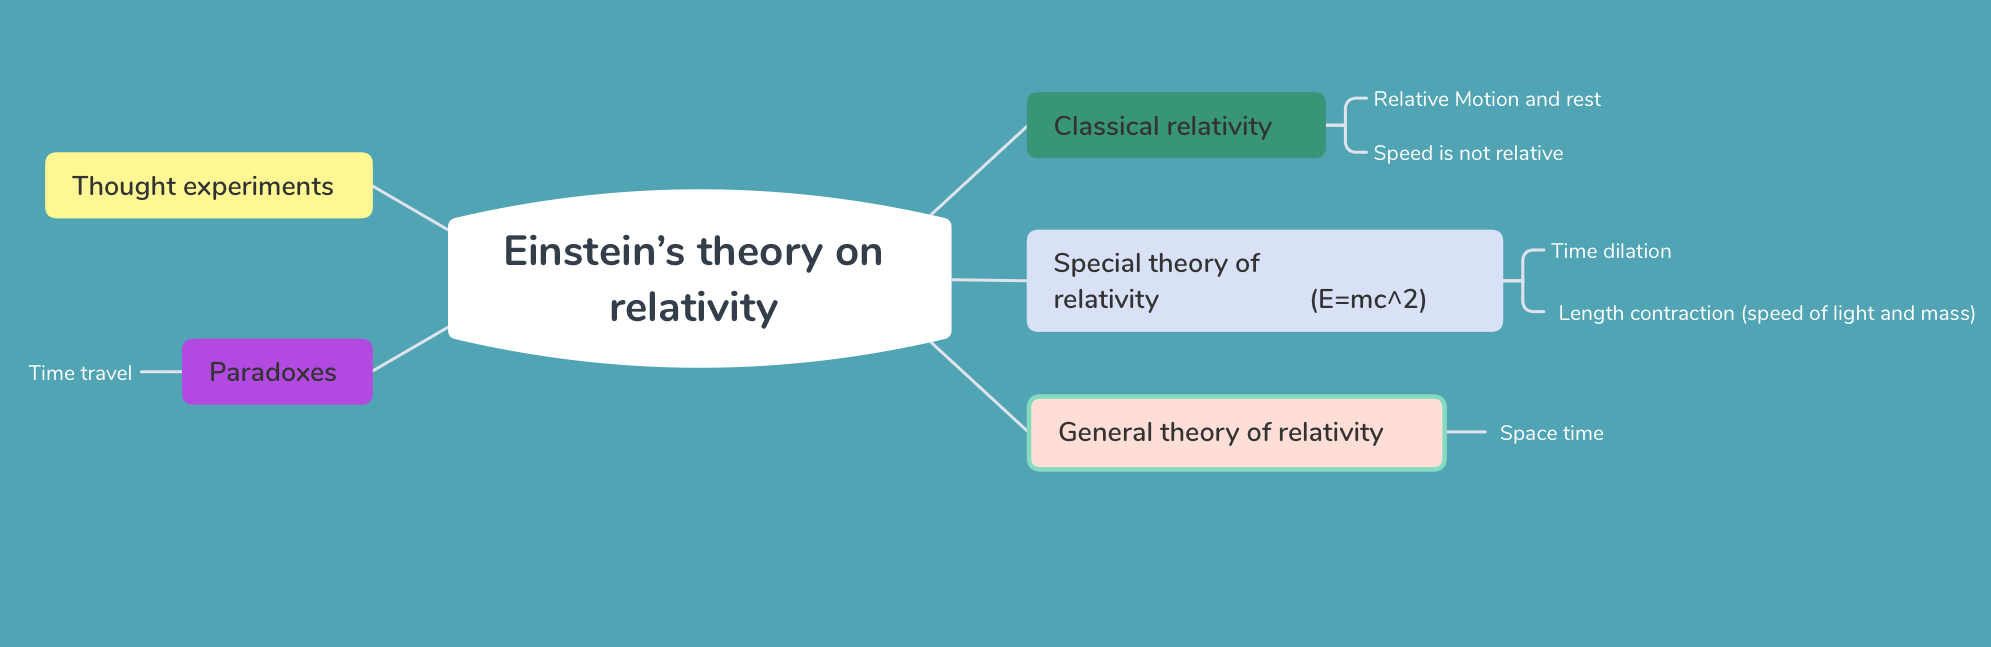 Einstein’s theory on
relativity
Thought experiments
Paradoxes
Time travel
Classical relativity
Relative Motion and rest
Speed is not relative
Special theory of
relativity (E=mc^2)
Time dilation
Length contraction (speed of light and mass)
General theory of relativity
Space time